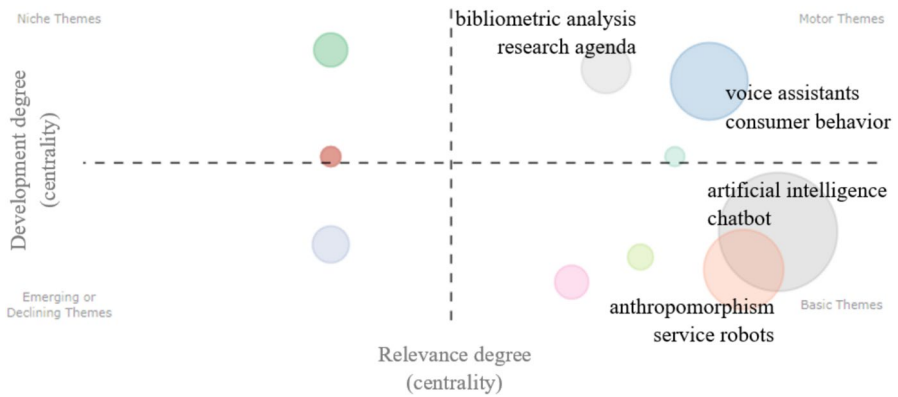 Niche Themes
bibliometric analysis
research agenda
Motor Themes
voice assistants
consumer behavior
Development degree
(centrality)
artificial intelligence
chatbot
Emerging or
Declining Themes
anthropomorphism
service robots
Basic Themes
Relevance degree
(centrality)